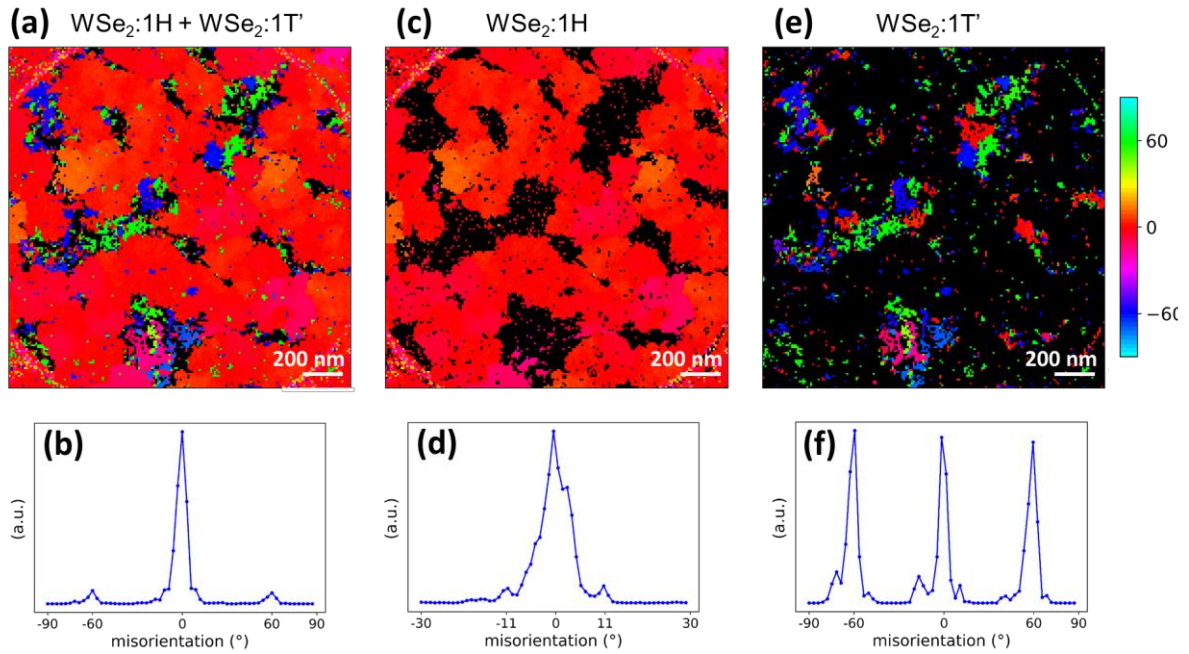 (a) WSe₂:1H + WSe₂:1T’
(c) WSe₂:1H
(e) WSe₂:1T’
200 nm
200 nm
200 nm
60
0
−60
(b)
(a.u.)
-90 -60 0 60 90
misorientation (°)
(d)
(a.u.)
-30 -11 0 11 30
misorientation (°)
(f)
(a.u.)
-90 -60 0 60 90
misorientation (°)